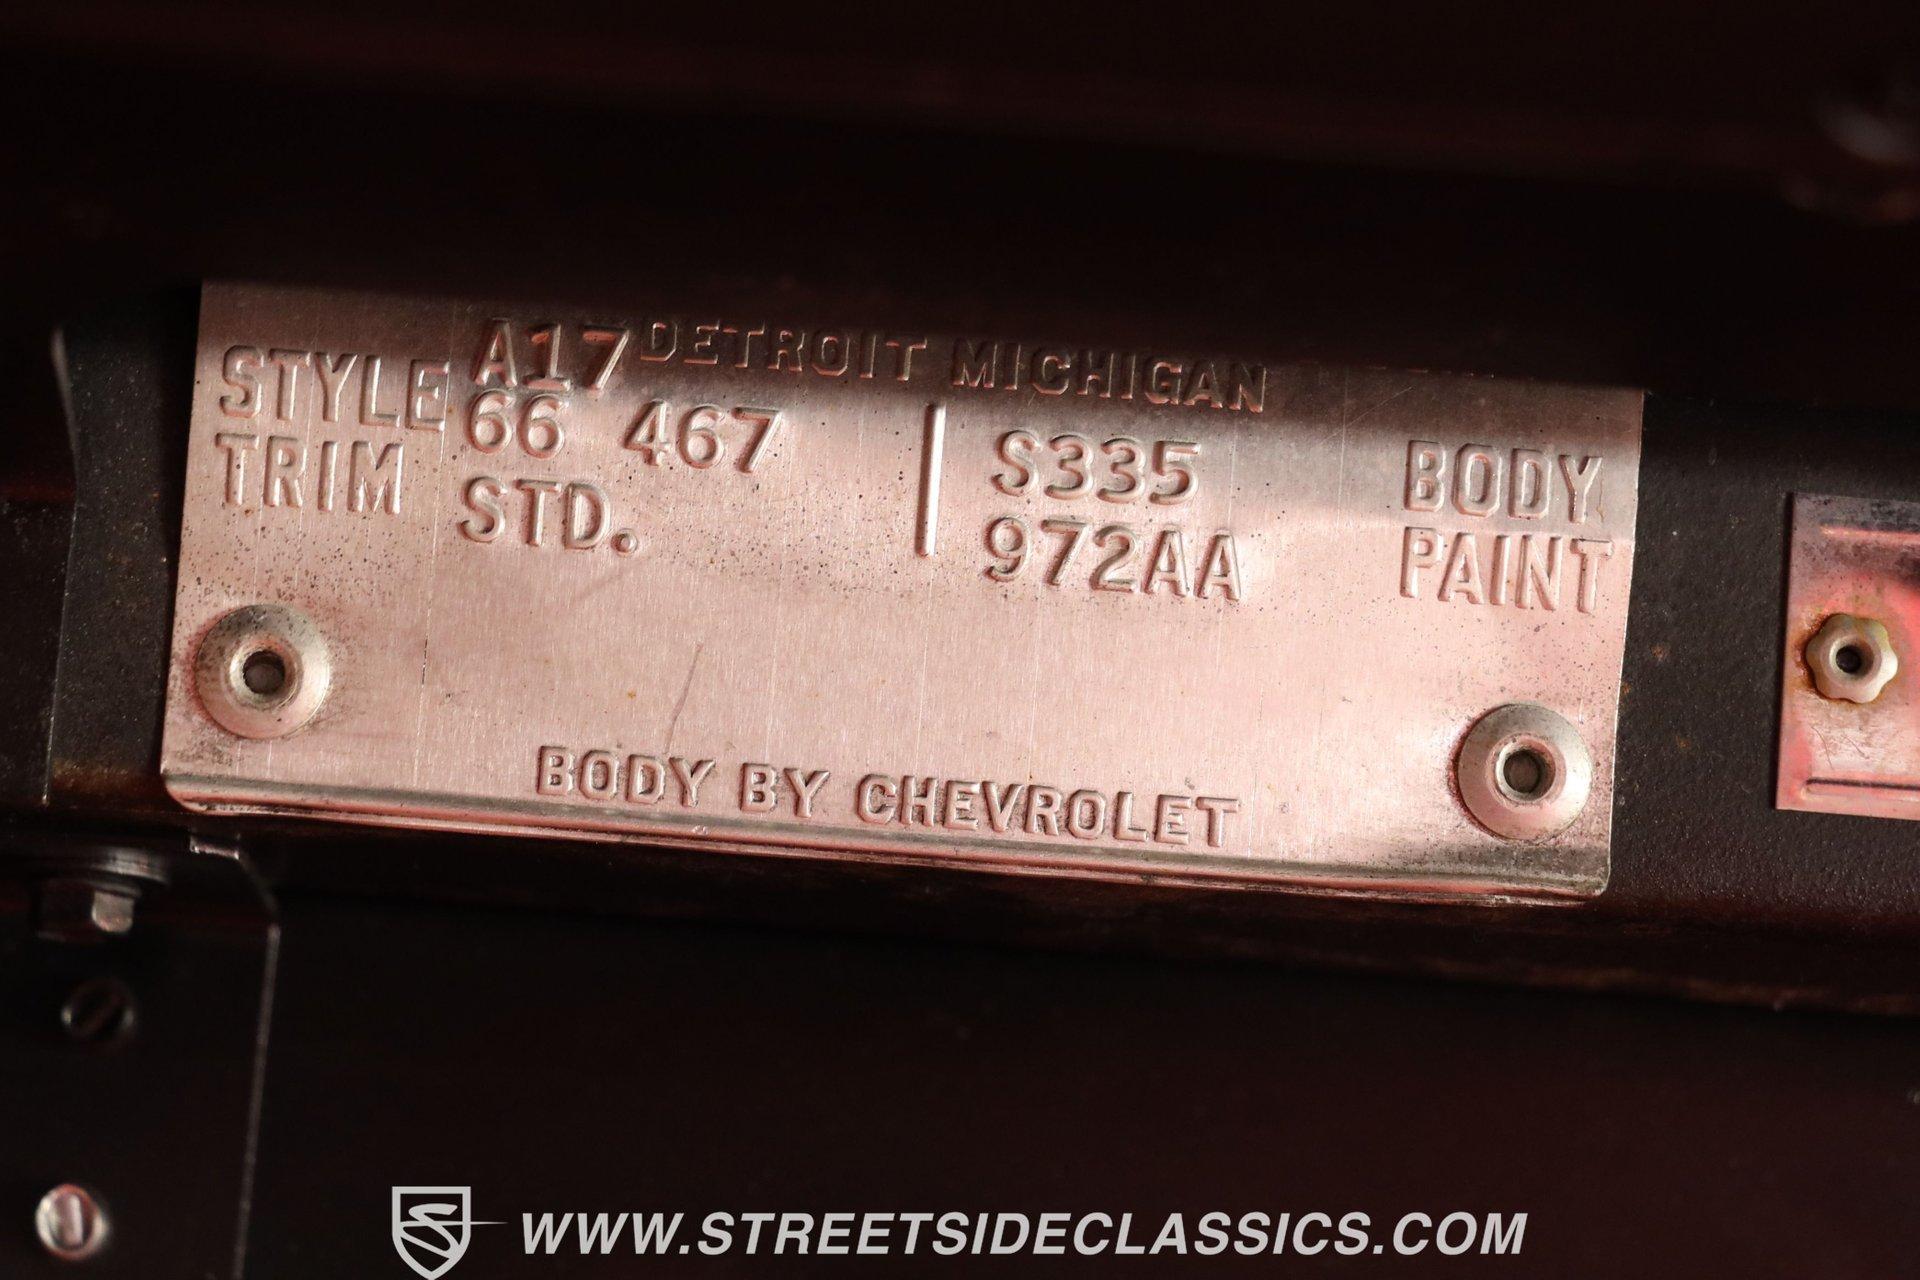 A17 DETROIT MICHIGAN
STYLE 66 467 S335 BODY
TRIM STD. 972AA PAINT
BODY BY CHEVROLET
WWW.STREETSIDECLASSICS.COM